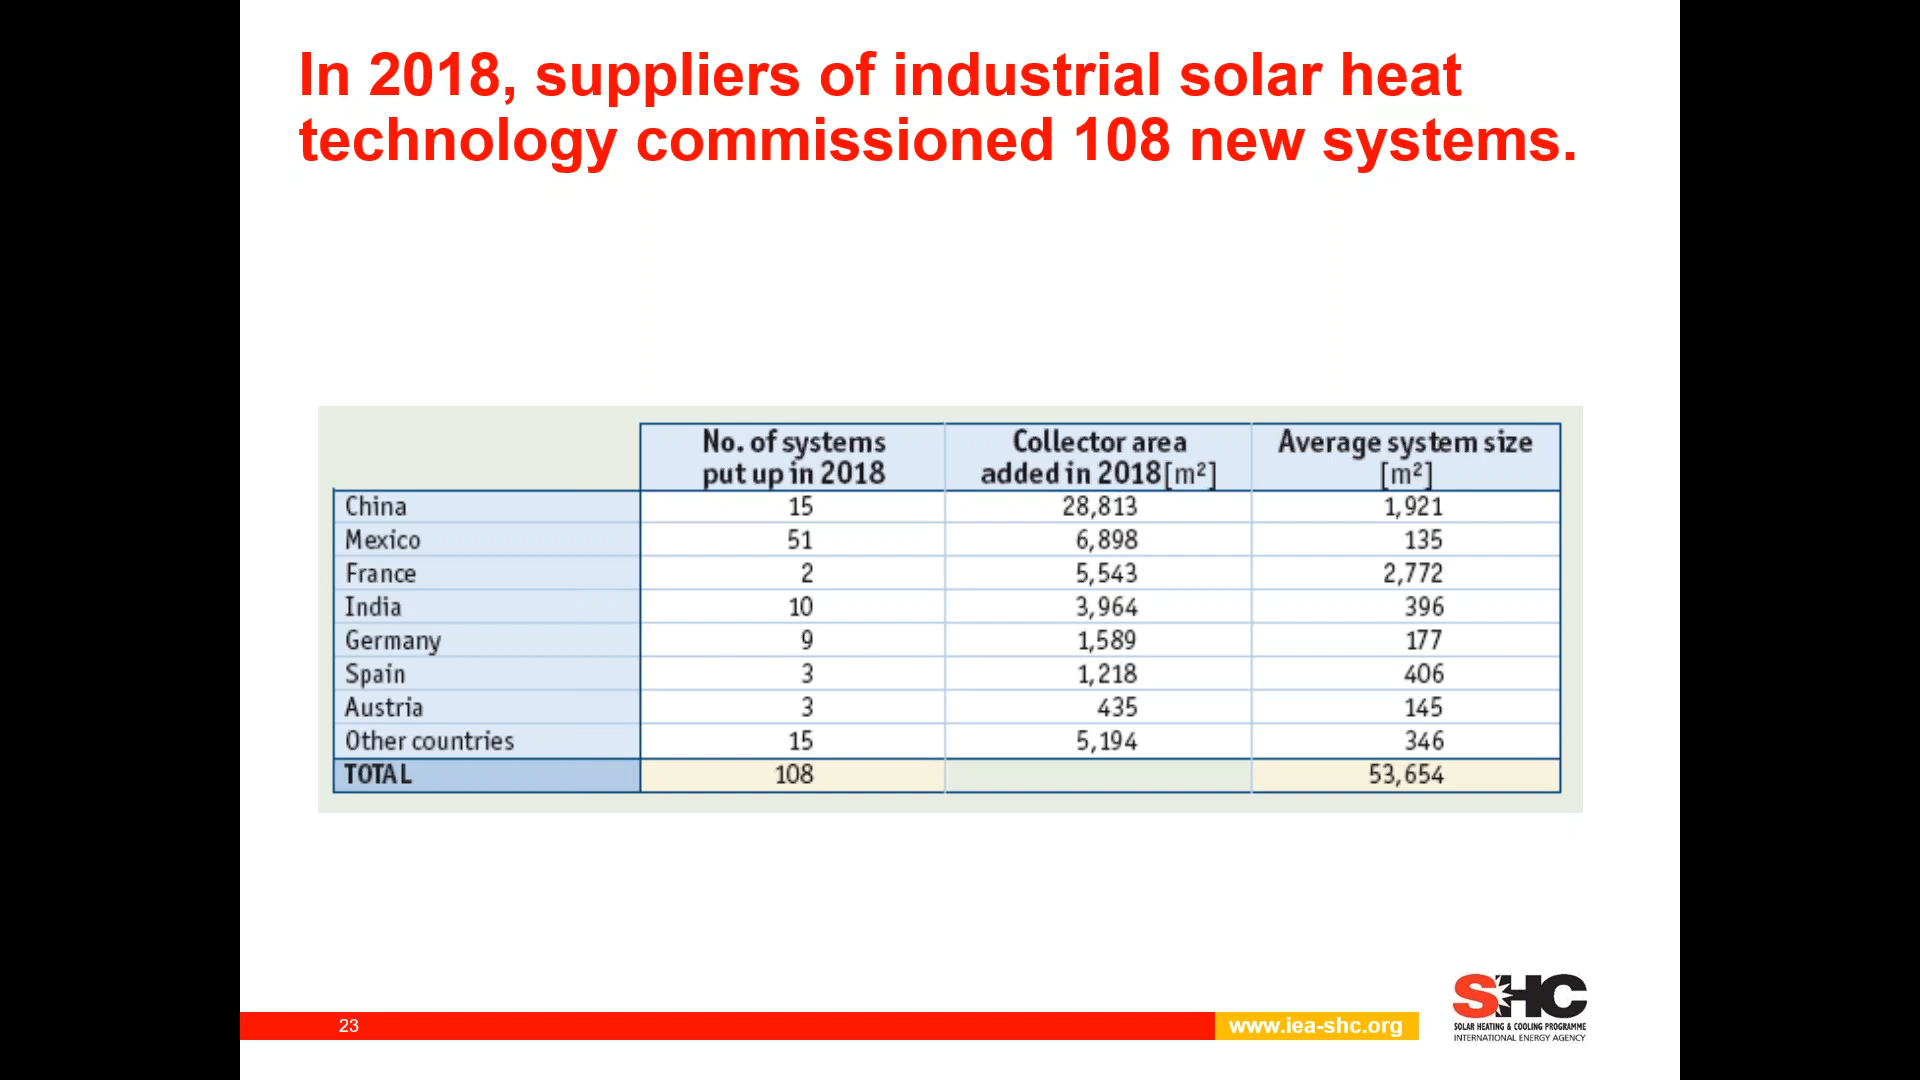 In 2018, suppliers of industrial solar heat
technology commissioned 108 new systems.
No. of systems put up in 2018 Collector area added in 2018[m²] Average system size [m²]
China 15 28,813 1,921
Mexico 51 6,898 135
France 2 5,543 2,772
India 10 3,964 396
Germany 9 1,589 177
Spain 3 1,218 406
Austria 3 435 145
Other countries 15 5,194 346
TOTAL 108 53,654
23
www.iea-shc.org
SHC
SOLAR HEATING & COOLING PROGRAMME
INTERNATIONAL ENERGY AGENCY